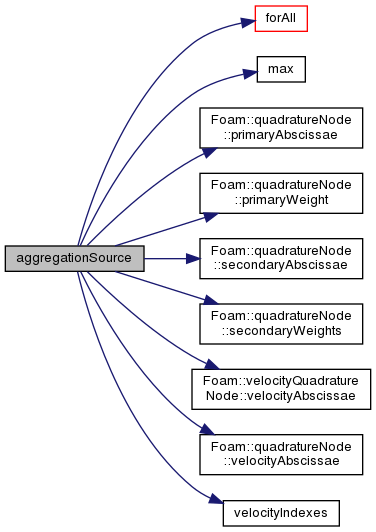 forAll
max
Foam::quadratureNode
::primaryAbscissae
Foam::quadratureNode
::primaryWeight
aggregationSource
Foam::quadratureNode
::secondaryAbscissae
Foam::quadratureNode
::secondaryWeights
Foam::velocityQuadrature
Node::velocityAbscissae
Foam::quadratureNode
::velocityAbscissae
velocityIndexes